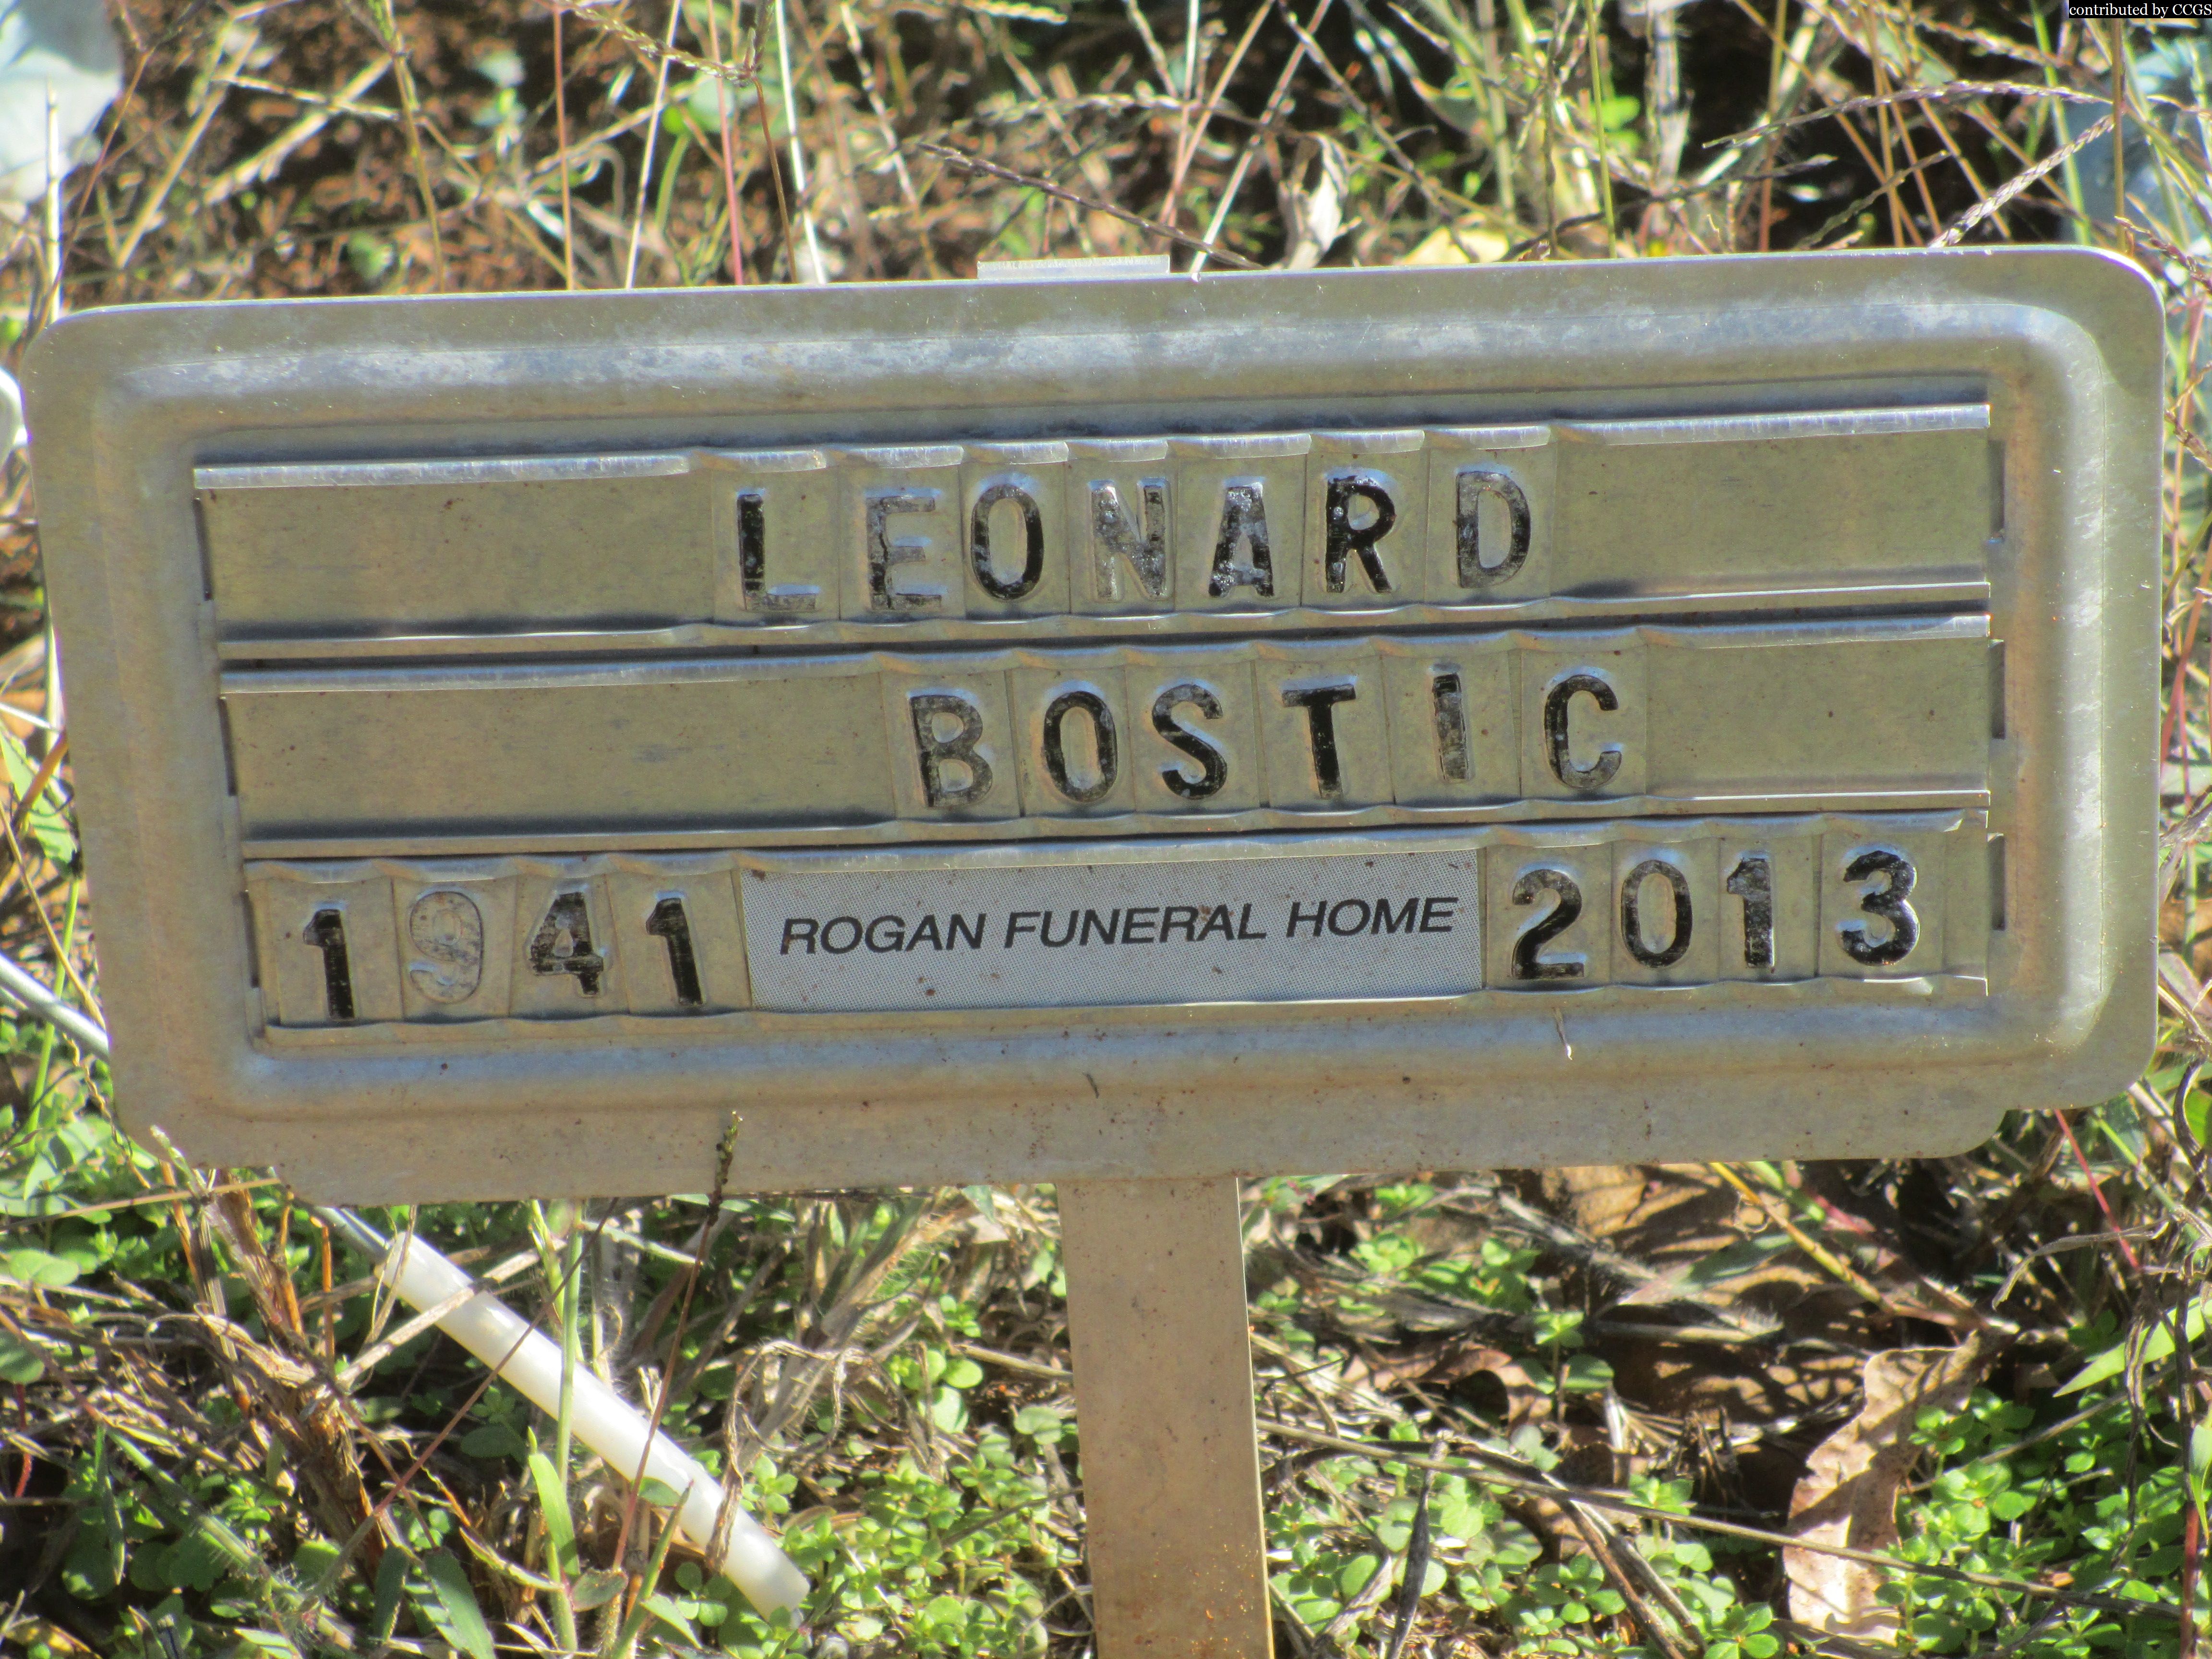 contributed by CCGS
LEONARD
BOSTIC
1941 ROGAN FUNERAL HOME 2013